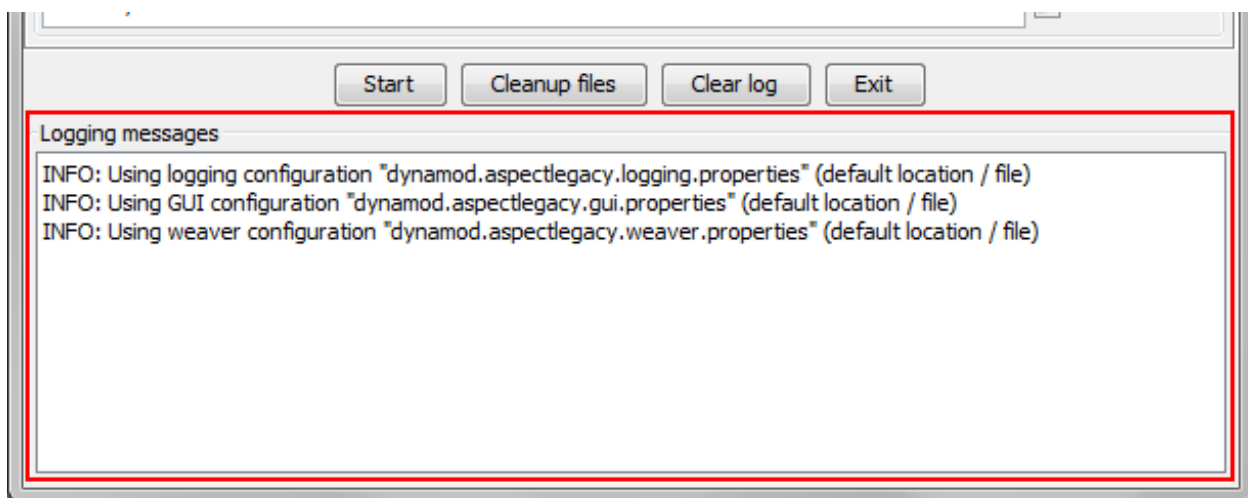 Start Cleanup files Clear log Exit
Logging messages
INFO: Using logging configuration "dynamod.aspectlegacy.logging.properties" (default location / file)
INFO: Using GUI configuration "dynamod.aspectlegacy.gui.properties" (default location / file)
INFO: Using weaver configuration "dynamod.aspectlegacy.weaver.properties" (default location / file)